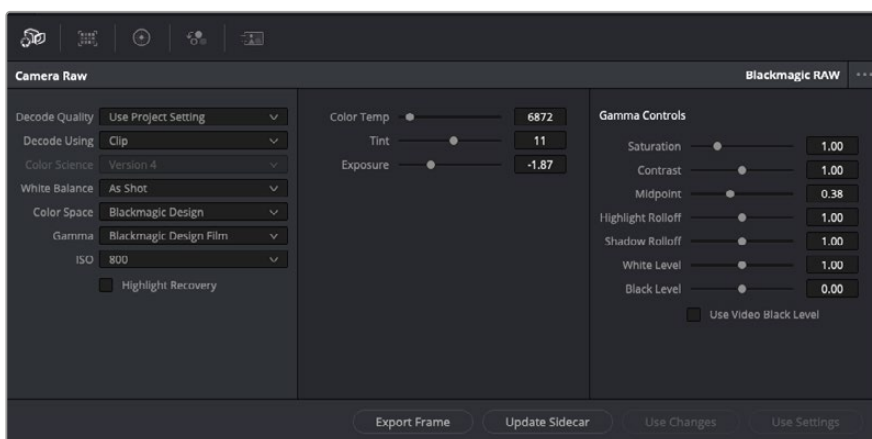 Camera Raw
Blackmagic RAW
Decode Quality Use Project Setting
Decode Using Clip
Color Science Version 4
White Balance As Shot
Color Space Blackmagic Design
Gamma Blackmagic Design Film
ISO 800
Highlight Recovery
Color Temp 6872
Tint 11
Exposure -1.87
Gamma Controls
Saturation 1.00
Contrast 1.00
Midpoint 0.38
Highlight Rolloff 1.00
Shadow Rolloff 1.00
White Level 1.00
Black Level 0.00
Use Video Black Level
Export Frame
Update Sidecar
Use Changes
Use Settings